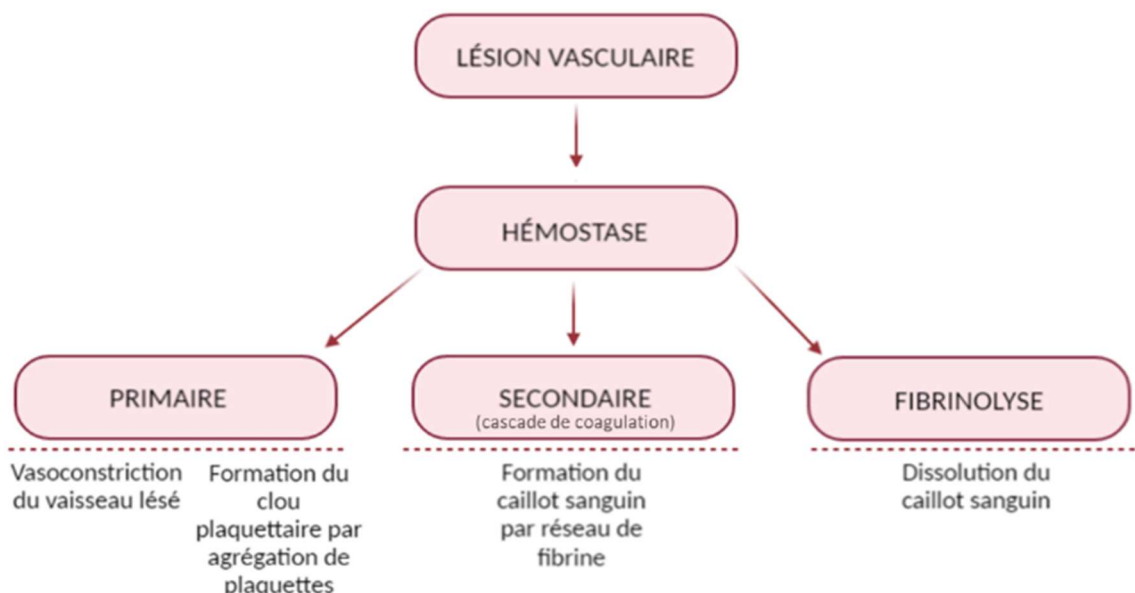 LÉSION VASCULAIRE
HÉMOSTASE
PRIMAIRE
SECONDAIRE
(cascade de coagulation)
FIBRINOLYSE
Vasoconstriction
du vaisseau lésé
Formation du
clou
plaquettaire par
agrégation de
plaquettes
Formation du
caillot sanguin
par réseau de
fibrine
Dissolution du
caillot sanguin